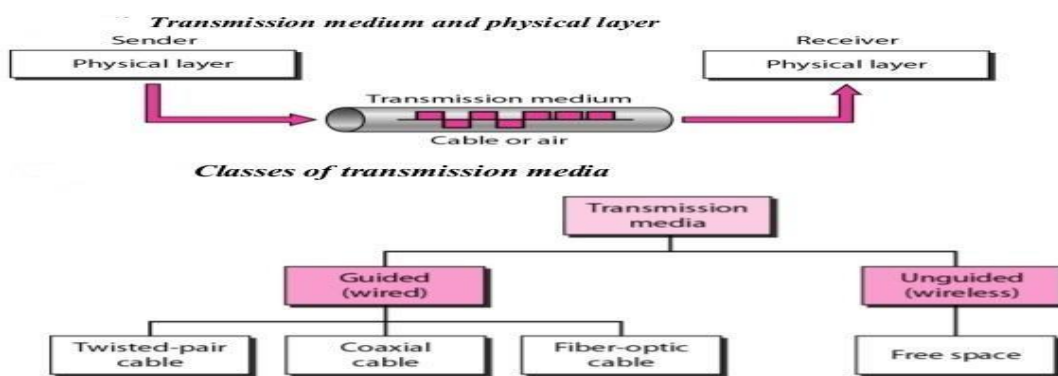 Transmission medium and physical layer
Sender
Receiver
Physical layer
Physical layer
Transmission medium
Cable or air
Classes of transmission media
Transmission
media
Guided
(wired)
Unguided
(wireless)
Twisted-pair
cable
Coaxial
cable
Fiber-optic
cable
Free space